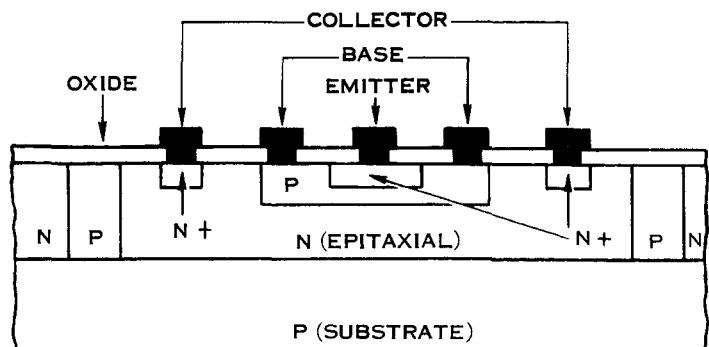 COLLECTOR
BASE
OXIDE
EMITTER
P
N
P
N+
N (EPITAXIAL)
N+
P
N
P (SUBSTRATE)